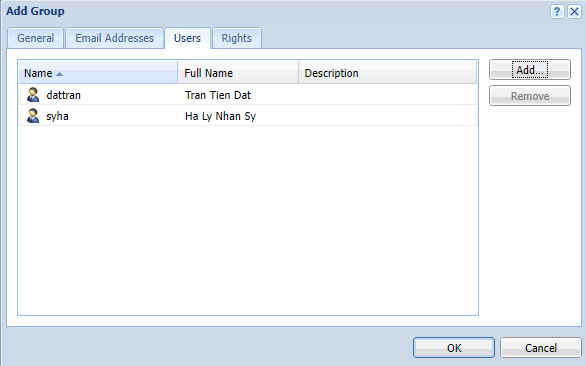 Add Group
General Email Addresses Users Rights
Name Full Name Description
dattran Tran Tien Dat
syha Ha Ly Nhan Sy
Add...
Remove
OK Cancel